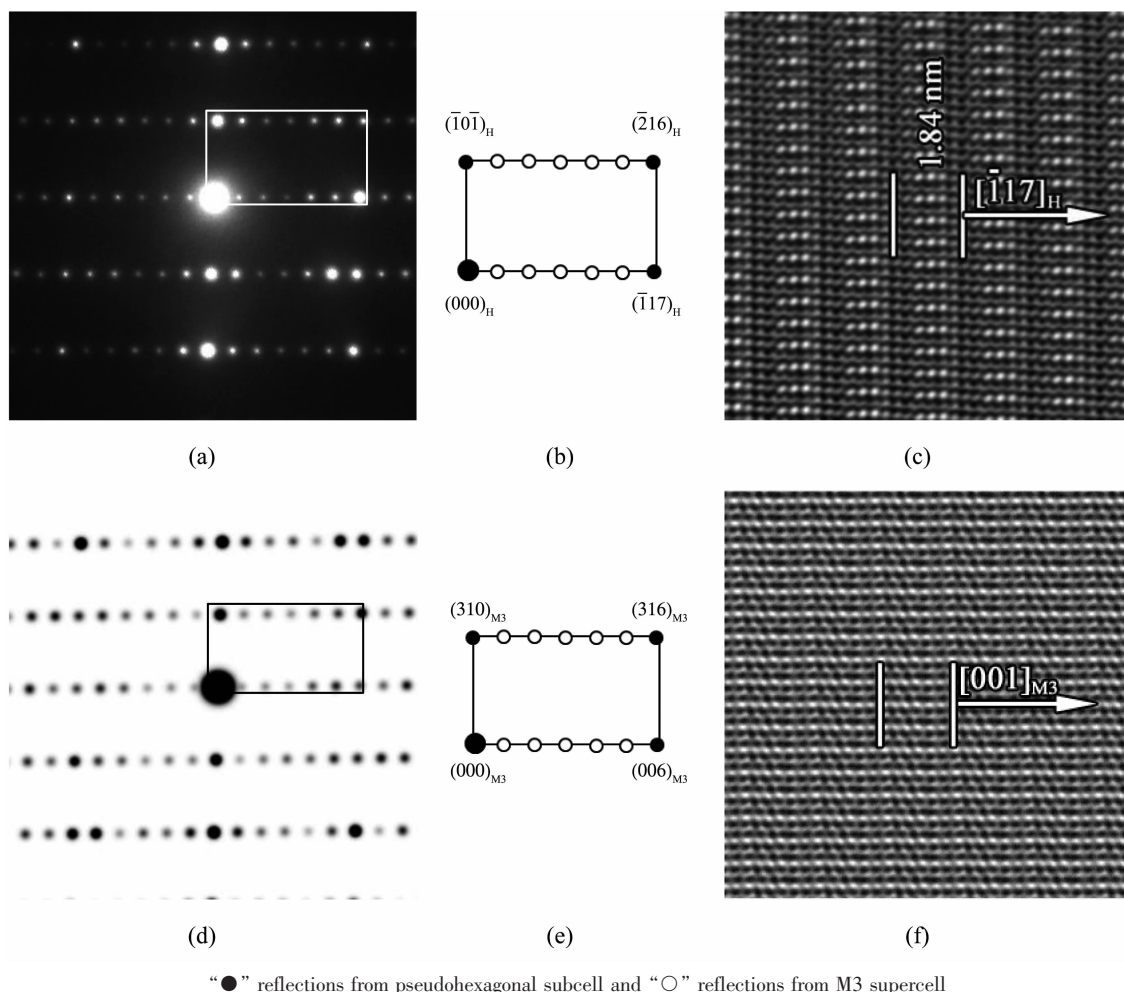 (1̅01̅)H (2̅16)H
(000)H (1̅17)H
1.84 nm
[1̅17]H
(a) (b) (c)
(310)M3 (316)M3
(000)M3 (006)M3
[001]M3
(d) (e) (f)
“●” reflections from pseudohexagonal subcell and “○” reflections from M3 supercell